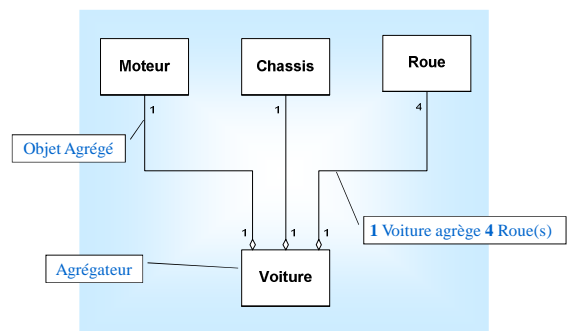 Moteur
Chassis
Roue
1
1
4
Objet Agrégé
1
1
1
1 Voiture agrège 4 Roue(s)
Agrégateur
Voiture